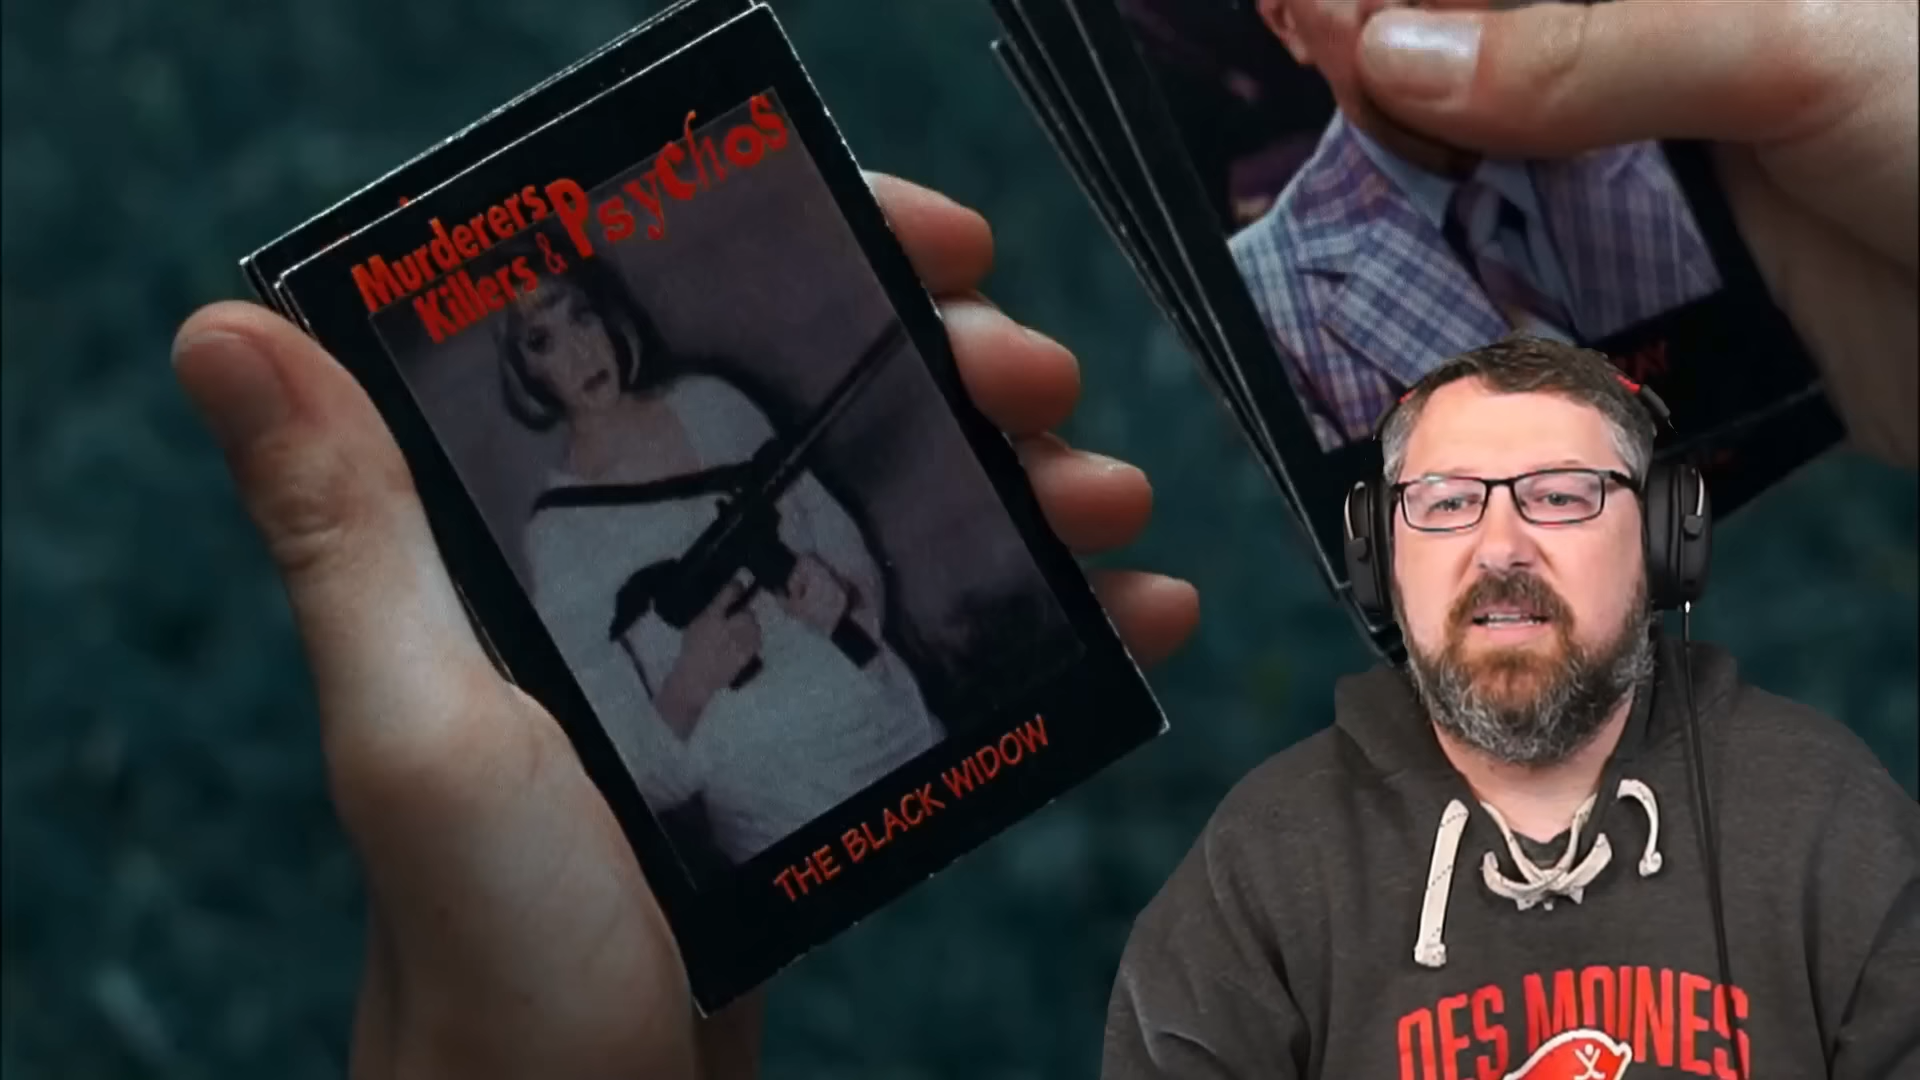 Murderers
Killers & Psychos
THE BLACK WIDOW
DES MOINES